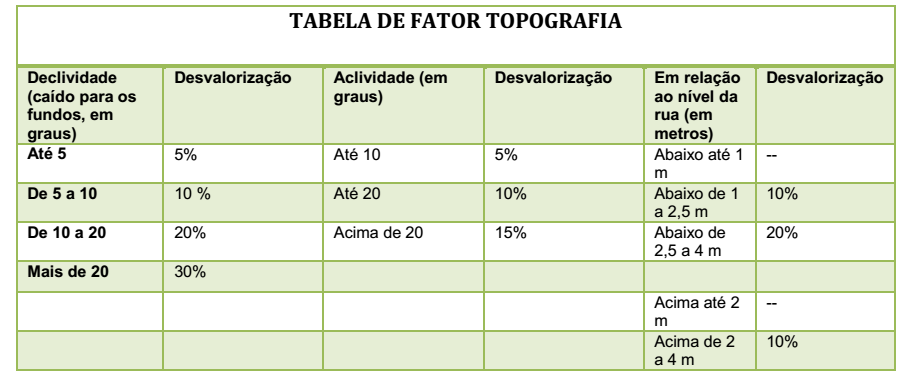 TABELA DE FATOR TOPOGRAFIA
Declividade (caído para os fundos, em graus) Desvalorização Aclividade (em graus) Desvalorização Em relação ao nível da rua (em metros) Desvalorização
Até 5 5% Até 10 5% Abaixo até 1 m --
De 5 a 10 10 % Até 20 10% Abaixo de 1 a 2,5 m 10%
De 10 a 20 20% Acima de 20 15% Abaixo de 2,5 a 4 m 20%
Mais de 20 30%
Acima até 2 m --
Acima de 2 a 4 m 10%